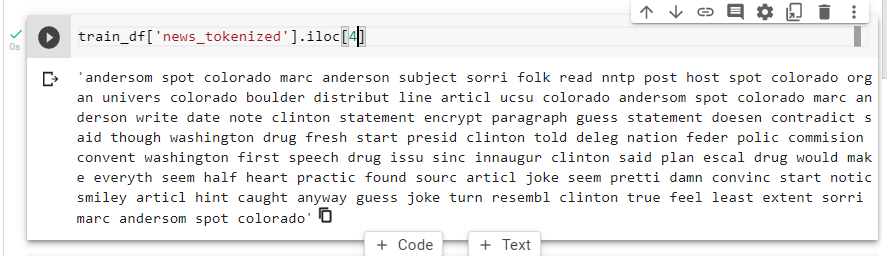 train_df['news_tokenized'].iloc[4]
0s
'andersom spot colorado marc anderson subject sorri folk read nntp post host spot colorado org
an univers colorado boulder distribut line articl ucsu colorado andersom spot colorado marc an
derson write date note clinton statement encrypt paragraph guess statement doesen contradict s
aid though washington drug fresh start presid clinton told deleg nation feder polic commision
convent washington first speech drug issu sinc innaugur clinton said plan escal drug would mak
e everyth seem half heart practic found sourc articl joke seem pretti damn convinc start notic
smiley articl hint caught anyway guess joke turn resembl clinton true feel least extent sorri
marc andersom spot colorado'
+ Code + Text